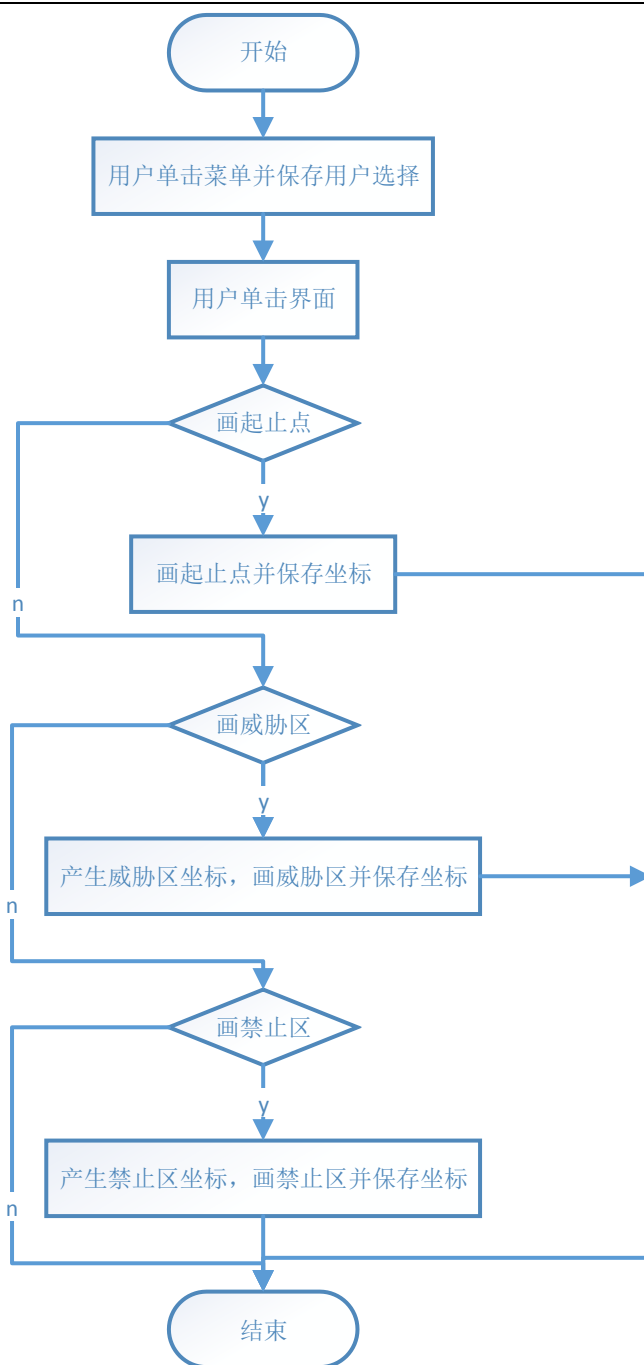 开始
用户单击菜单并保存用户选择
用户单击界面
画起止点
y
画起止点并保存坐标
n
画威胁区
y
产生威胁区坐标，画威胁区并保存坐标
n
画禁止区
y
产生禁止区坐标，画禁止区并保存坐标
n
结束